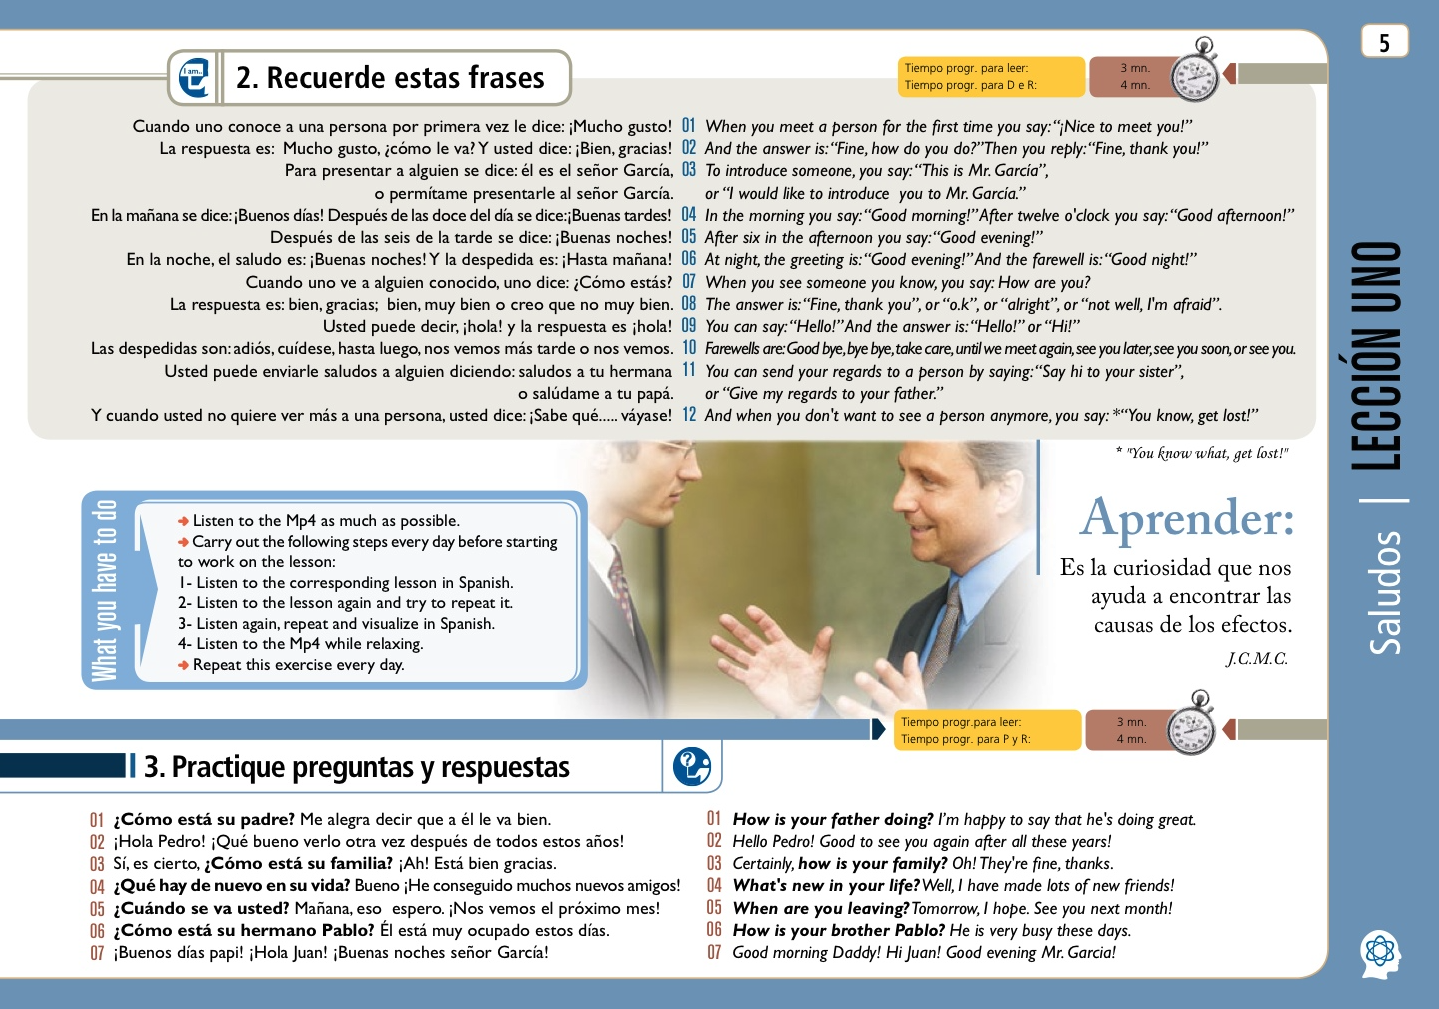 5
I am..
2. Recuerde estas frases
Tiempo progr. para leer: 3 mn.
Tiempo progr. para D e R: 4 mn.
Cuando uno conoce a una persona por primera vez le dice: ¡Mucho gusto! 01 When you meet a person for the first time you say: “¡Nice to meet you!”
La respuesta es: Mucho gusto, ¿cómo le va? Y usted dice: ¡Bien, gracias! 02 And the answer is: “Fine, how do you do?” Then you reply: “Fine, thank you!”
Para presentar a alguien se dice: él es el señor García, 03 To introduce someone, you say: “This is Mr. García”,
o permítame presentarle al señor García. or “I would like to introduce you to Mr. García.”
En la mañana se dice: ¡Buenos días! Después de las doce del día se dice:¡Buenas tardes! 04 In the morning you say: “Good morning!” After twelve o'clock you say: “Good afternoon!”
Después de las seis de la tarde se dice: ¡Buenas noches! 05 After six in the afternoon you say: “Good evening!”
En la noche, el saludo es: ¡Buenas noches! Y la despedida es: ¡Hasta mañana! 06 At night, the greeting is: “Good evening!” And the farewell is: “Good night!”
Cuando uno ve a alguien conocido, uno dice: ¿Cómo estás? 07 When you see someone you know, you say: How are you?
La respuesta es: bien, gracias; bien, muy bien o creo que no muy bien. 08 The answer is: “Fine, thank you”, or “o.k”, or “alright”, or “not well, I'm afraid”.
Usted puede decir, ¡hola! y la respuesta es ¡hola! 09 You can say: “Hello!” And the answer is: “Hello!” or “Hi!”
Las despedidas son: adiós, cuídese, hasta luego, nos vemos más tarde o nos vemos. 10 Farewells are: Good bye, bye bye, take care, until we meet again, see you later, see you soon, or see you.
Usted puede enviarle saludos a alguien diciendo: saludos a tu hermana 11 You can send your regards to a person by saying: “Say hi to your sister”,
o salúdame a tu papá. or “Give my regards to your father.”
Y cuando usted no quiere ver más a una persona, usted dice: ¡Sabe qué..... váyase! 12 And when you don't want to see a person anymore, you say: *“You know, get lost!”
* "You know what, get lost!"
LECCIÓN UNO
Saludos
What you have to do
Listen to the Mp4 as much as possible.
Carry out the following steps every day before starting
to work on the lesson:
1- Listen to the corresponding lesson in Spanish.
2- Listen to the lesson again and try to repeat it.
3- Listen again, repeat and visualize in Spanish.
4- Listen to the Mp4 while relaxing.
Repeat this exercise every day.
Aprender:
Es la curiosidad que nos
ayuda a encontrar las
causas de los efectos.
J.C.M.C.
Tiempo progr.para leer: 3 mn.
Tiempo progr. para P y R: 4 mn.
3. Practique preguntas y respuestas
01 ¿Cómo está su padre? Me alegra decir que a él le va bien.
02 ¡Hola Pedro! ¡Qué bueno verlo otra vez después de todos estos años!
03 Sí, es cierto, ¿Cómo está su familia? ¡Ah! Está bien gracias.
04 ¿Qué hay de nuevo en su vida? Bueno ¡He conseguido muchos nuevos amigos!
05 ¿Cuándo se va usted? Mañana, eso espero. ¡Nos vemos el próximo mes!
06 ¿Cómo está su hermano Pablo? Él está muy ocupado estos días.
07 ¡Buenos días papi! ¡Hola Juan! ¡Buenas noches señor García!
01 How is your father doing? I’m happy to say that he's doing great.
02 Hello Pedro! Good to see you again after all these years!
03 Certainly, how is your family? Oh! They're fine, thanks.
04 What's new in your life? Well, I have made lots of new friends!
05 When are you leaving? Tomorrow, I hope. See you next month!
06 How is your brother Pablo? He is very busy these days.
07 Good morning Daddy! Hi Juan! Good evening Mr. Garcia!